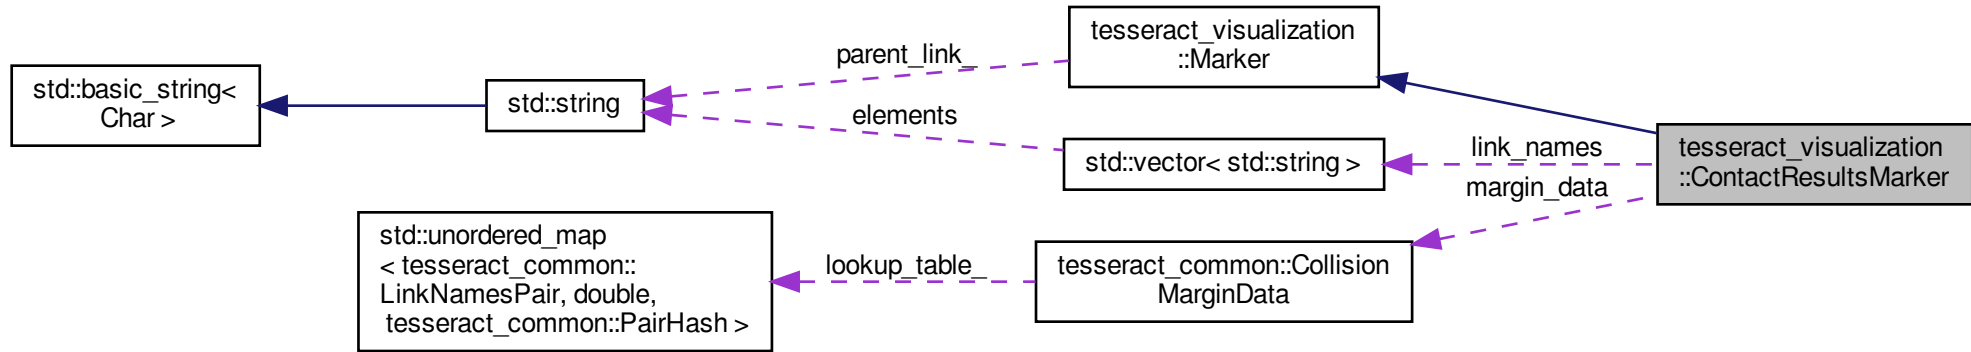 std::basic_string<
Char >
std::string
parent_link_
elements
tesseract_visualization
::Marker
std::vector< std::string >
link_names
margin_data
tesseract_visualization
::ContactResultsMarker
std::unordered_map
< tesseract_common::
LinkNamesPair, double,
tesseract_common::PairHash >
lookup_table_
tesseract_common::Collision
MarginData